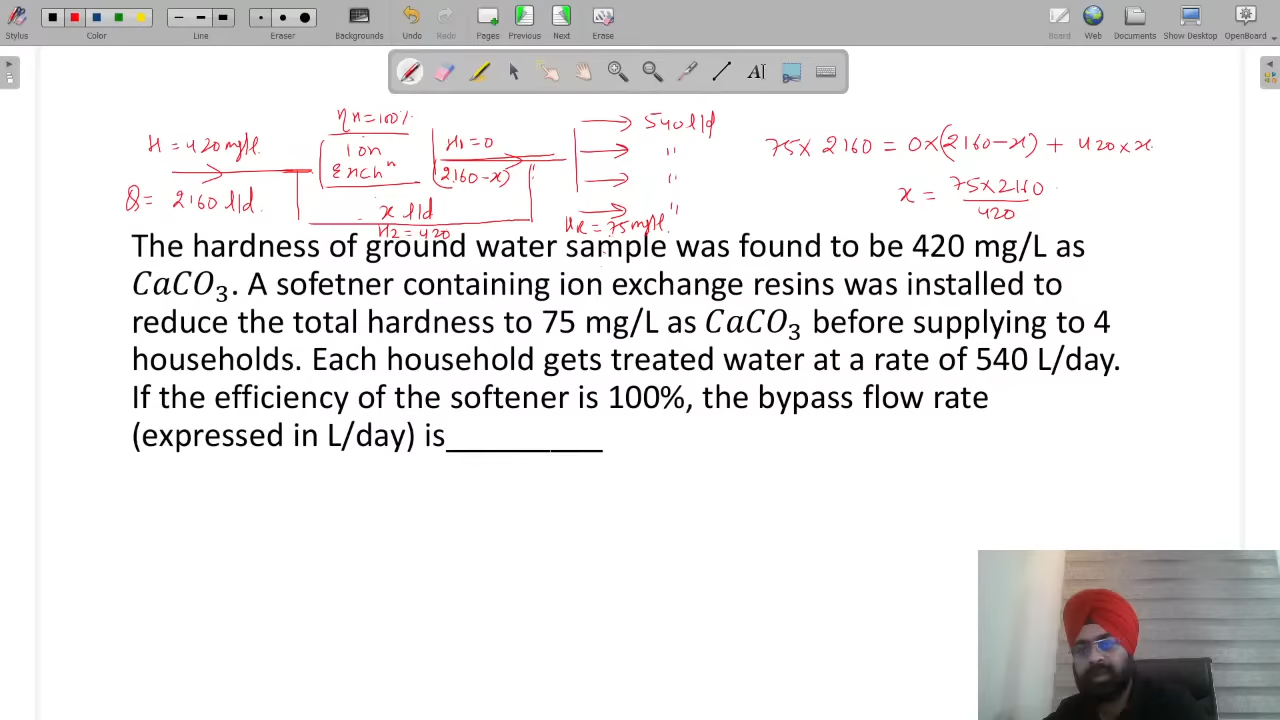 Stylus
Color
Line
Eraser
Backgrounds
Undo
Redo
Pages
Previous
Next
Erase
Board
Web
Documents
Show Desktop
OpenBoard
H = 420 mg/l.
Q = 2160 l/d.
η = 100%
ion
Exchⁿ
H1 = 0
(2160-x)
x l/d
H2 = 420
540 l/d
"
"
"
HR = 75 mg/l.
75 x 2160 = 0 x (2160-x) + 420 x x.
x = 75 x 2160 / 420
The hardness of ground water sample was found to be 420 mg/L as
CaCO₃. A sofetner containing ion exchange resins was installed to
reduce the total hardness to 75 mg/L as CaCO₃ before supplying to 4
households. Each household gets treated water at a rate of 540 L/day.
If the efficiency of the softener is 100%, the bypass flow rate
(expressed in L/day) is__________